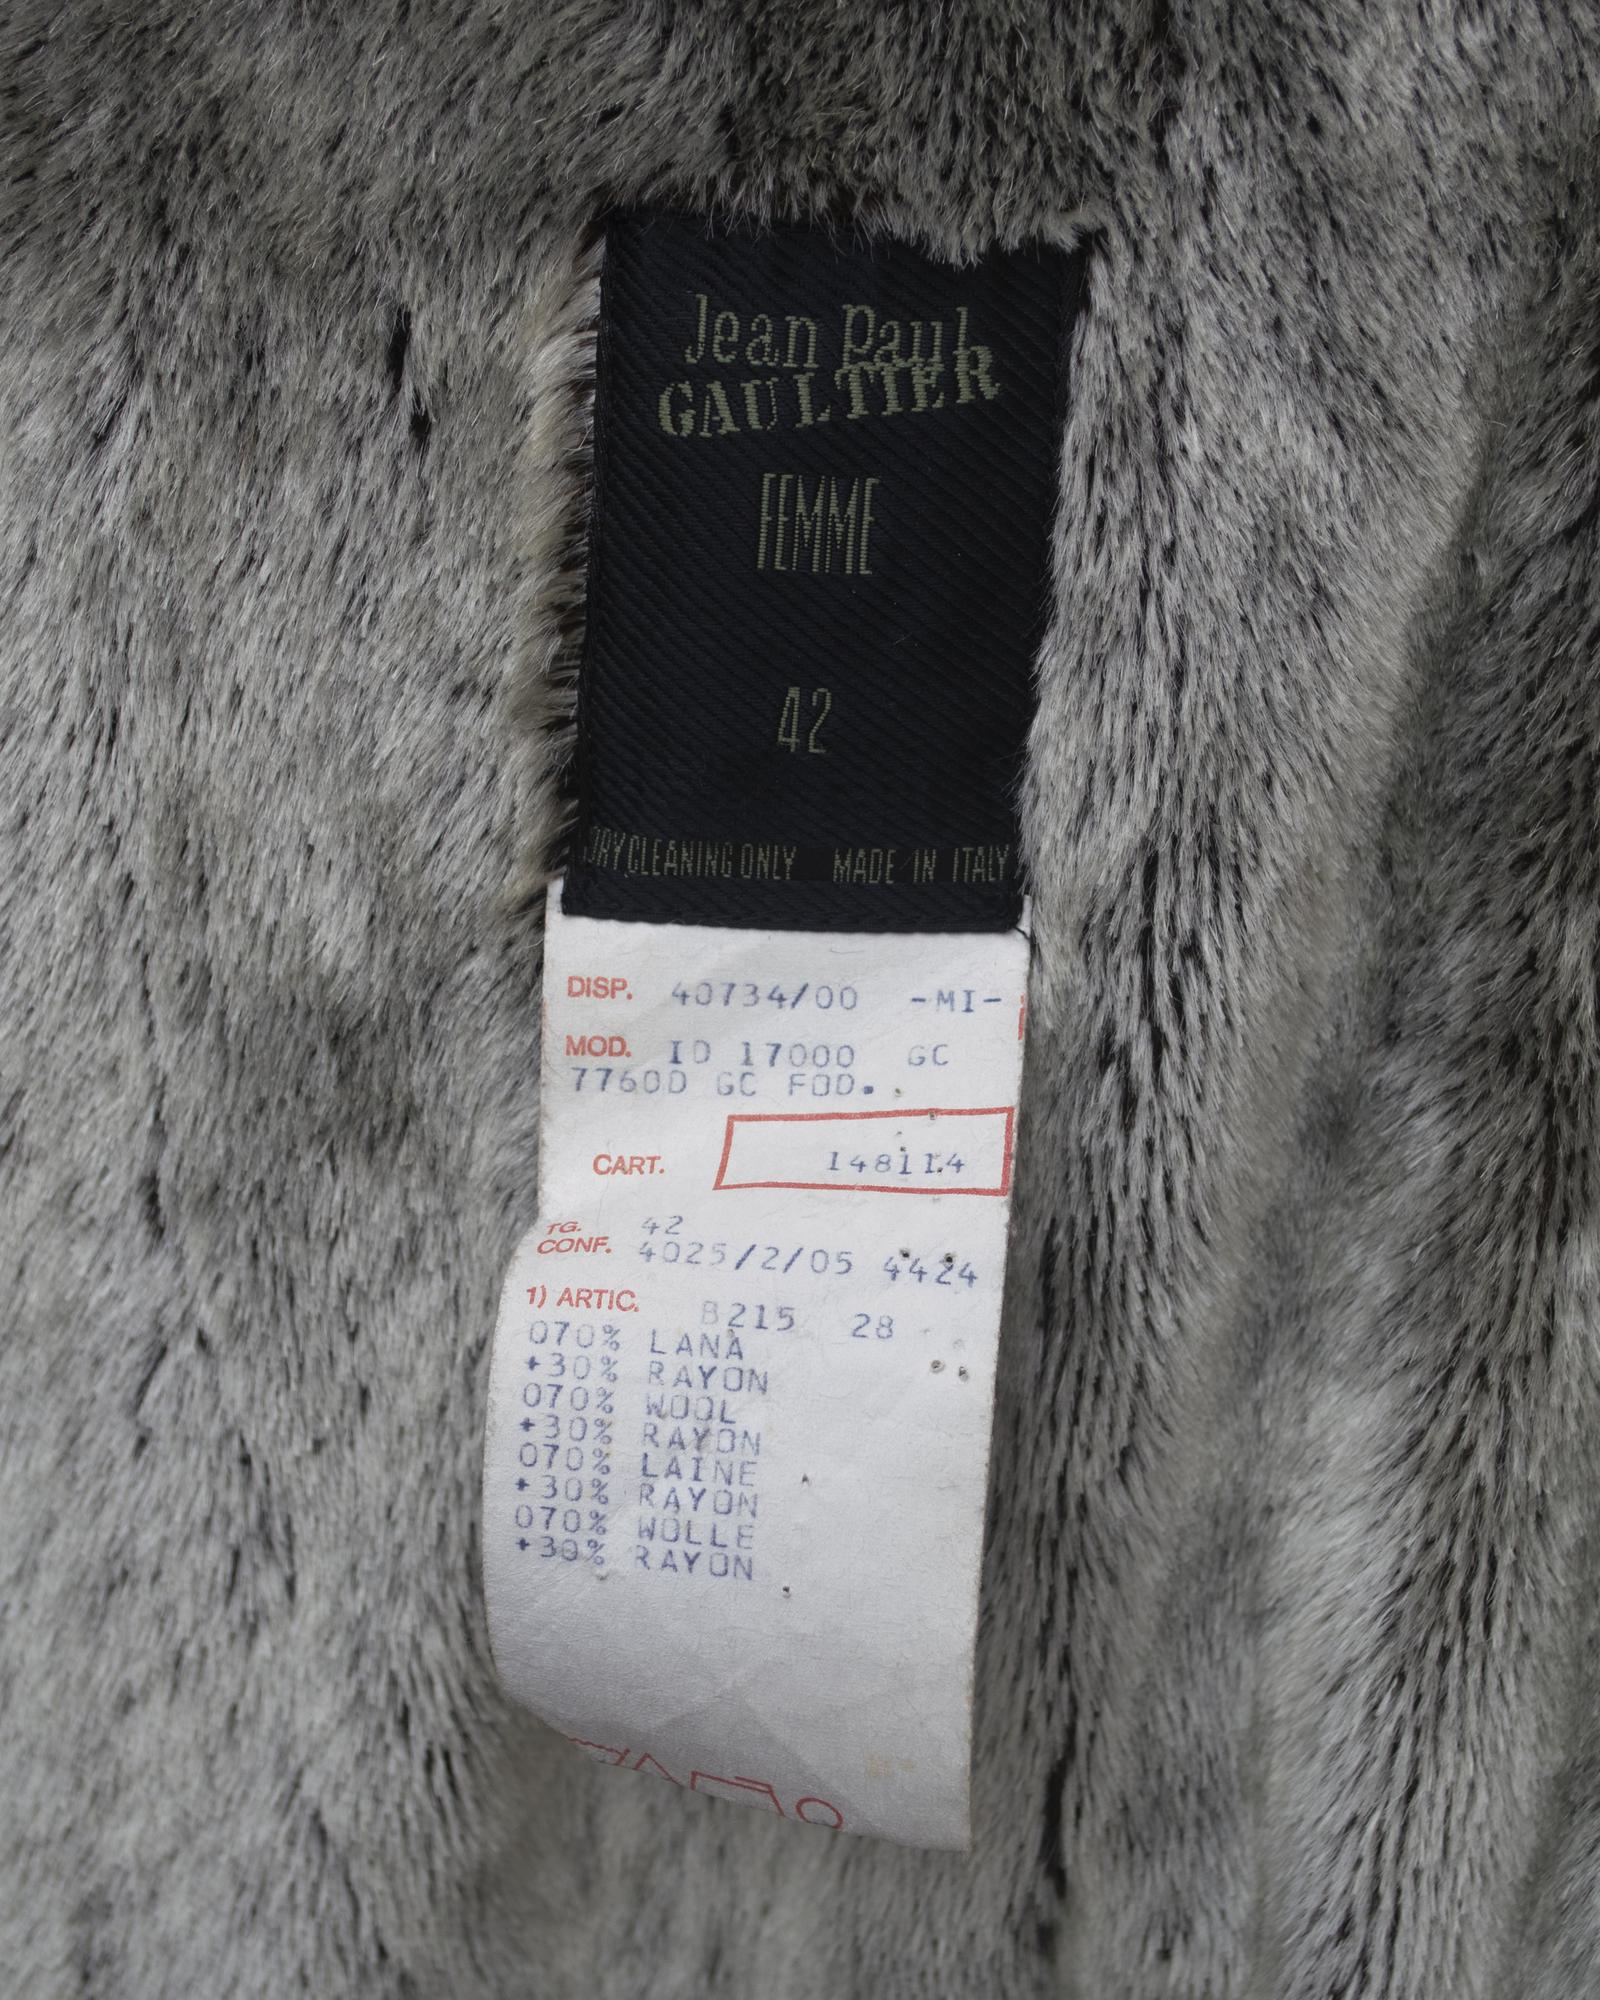 Jean Paul
GAULTIER
FEMME
42
DRY CLEANING ONLY MADE IN ITALY
DISP. 40734/00 -MI-
MOD. ID 17000 GC
7760D GC FOD.
CART. 148114
TG. 42
CONF. 4025/2/05 4424
1) ARTIC. B215 28
070% LANA
+30% RAYON
070% WOOL
+30% RAYON
070% LAINE
+30% RAYON
070% WOLLE
+30% RAYON